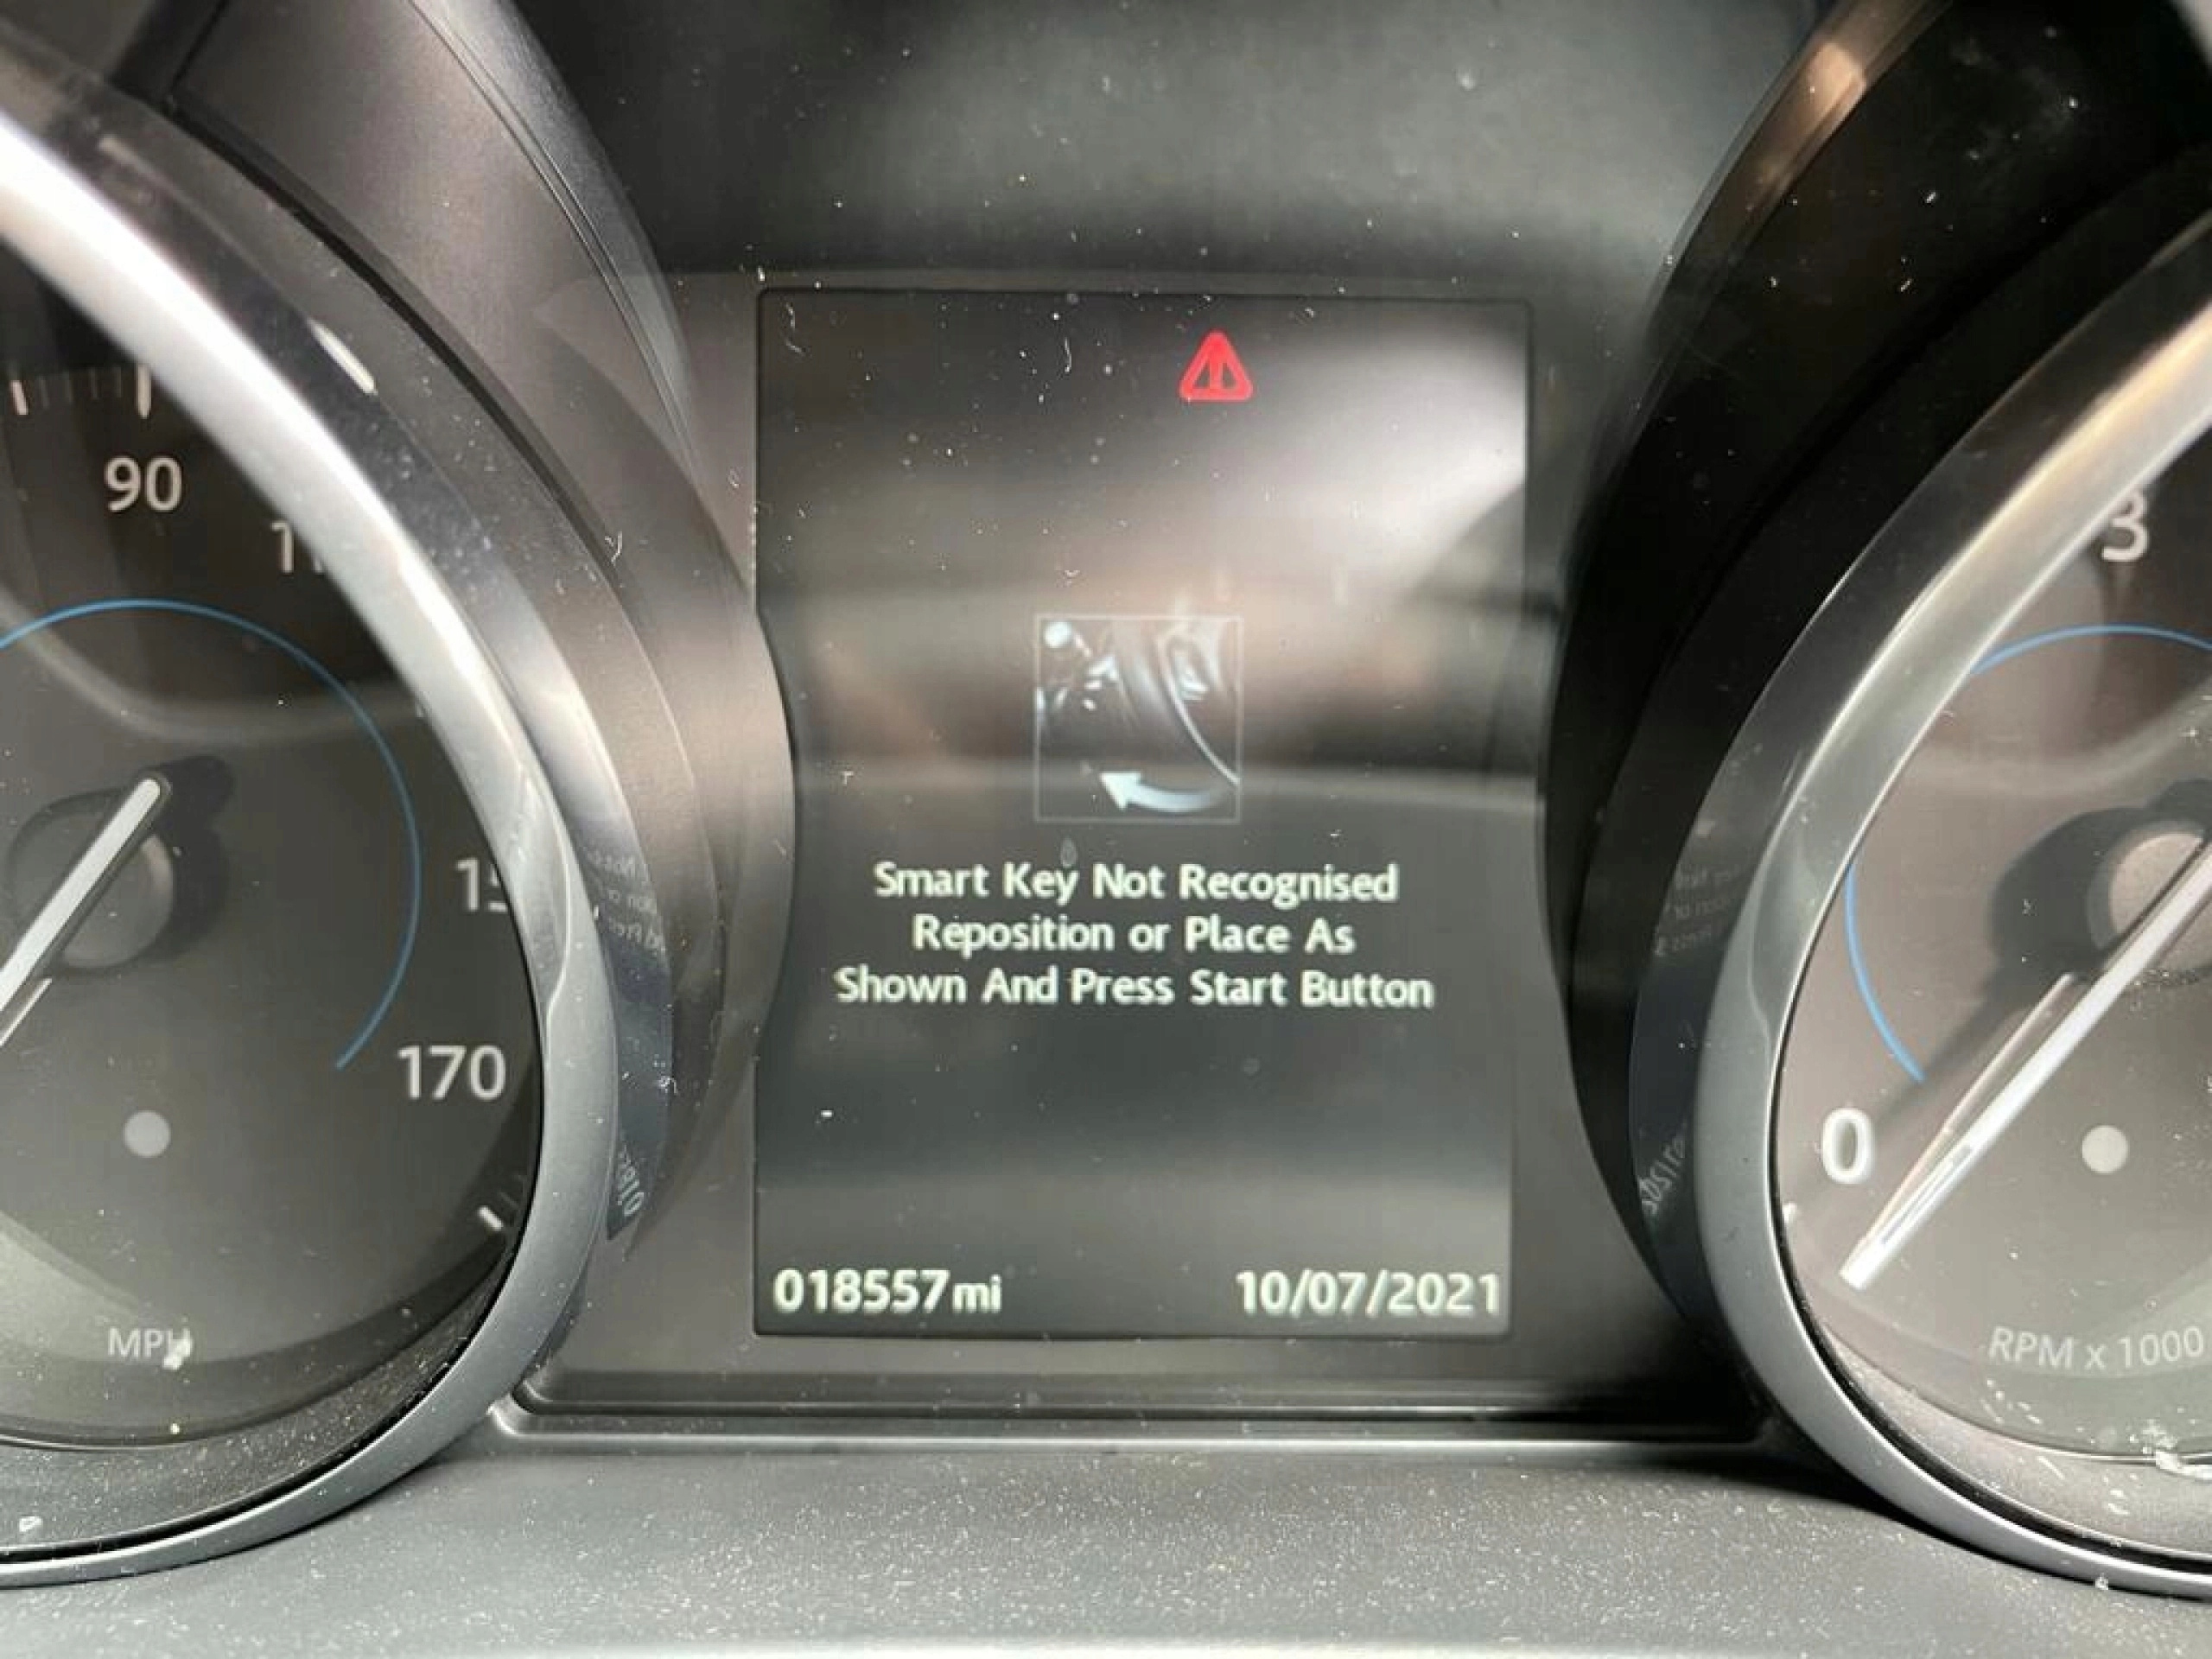 90
170
MPH
Smart Key Not Recognised
Reposition or Place As
Shown And Press Start Button
018557mi
10/07/2021
3
0
RPM x 1000